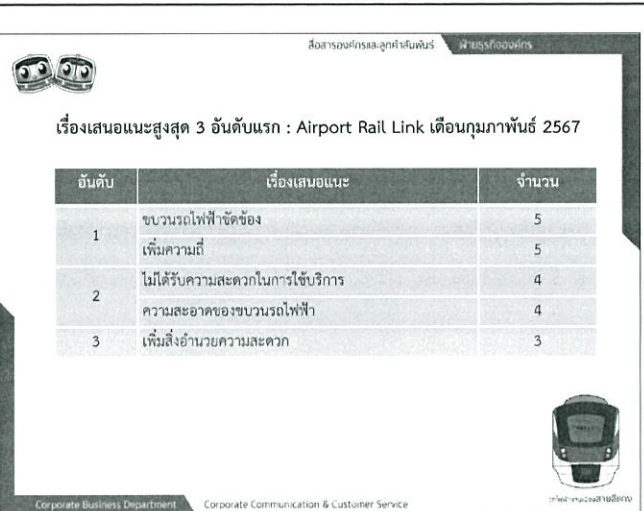 สื่อสารองค์กรและลูกค้าสัมพันธ์ ฝ่ายธุรกิจองค์กร
เรื่องเสนอแนะสูงสุด 3 อันดับแรก : Airport Rail Link เดือนกุมภาพันธ์ 2567
อันดับ เรื่องเสนอแนะ จำนวน
1 ขบวนรถไฟฟ้าขัดข้อง 5
เพิ่มความถี่ 5
2 ไม่ได้รับความสะดวกในการใช้บริการ 4
ความสะอาดของขบวนรถไฟฟ้า 4
3 เพิ่มสิ่งอำนวยความสะดวก 3
Corporate Business Department Corporate Communication & Customer Service